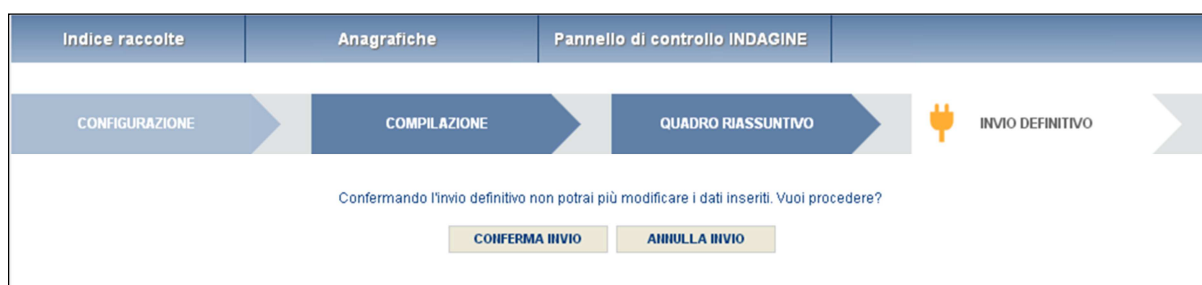 Indice raccolte
Anagrafiche
Pannello di controllo INDAGINE
CONFIGURAZIONE
COMPILAZIONE
QUADRO RIASSUNTIVO
INVIO DEFINITIVO
Confermando l'invio definitivo non potrai più modificare i dati inseriti. Vuoi procedere?
CONFERMA INVIO
ANNULLA INVIO